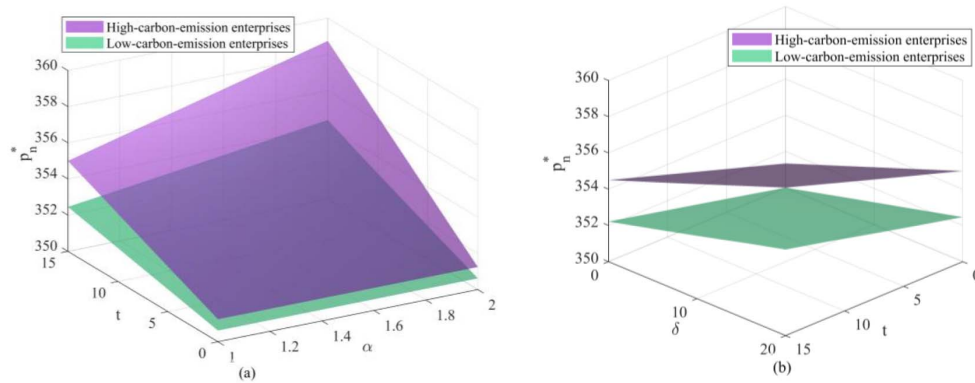 High-carbon-emission enterprises
Low-carbon-emission enterprises
360
358
356
354
352
350
p*n
15
10
5
0
t
1
1.2
1.4
1.6
1.8
2
α
(a)
High-carbon-emission enterprises
Low-carbon-emission enterprises
360
358
356
354
352
350
p*n
0
10
20
δ
15
10
5
t
(b)